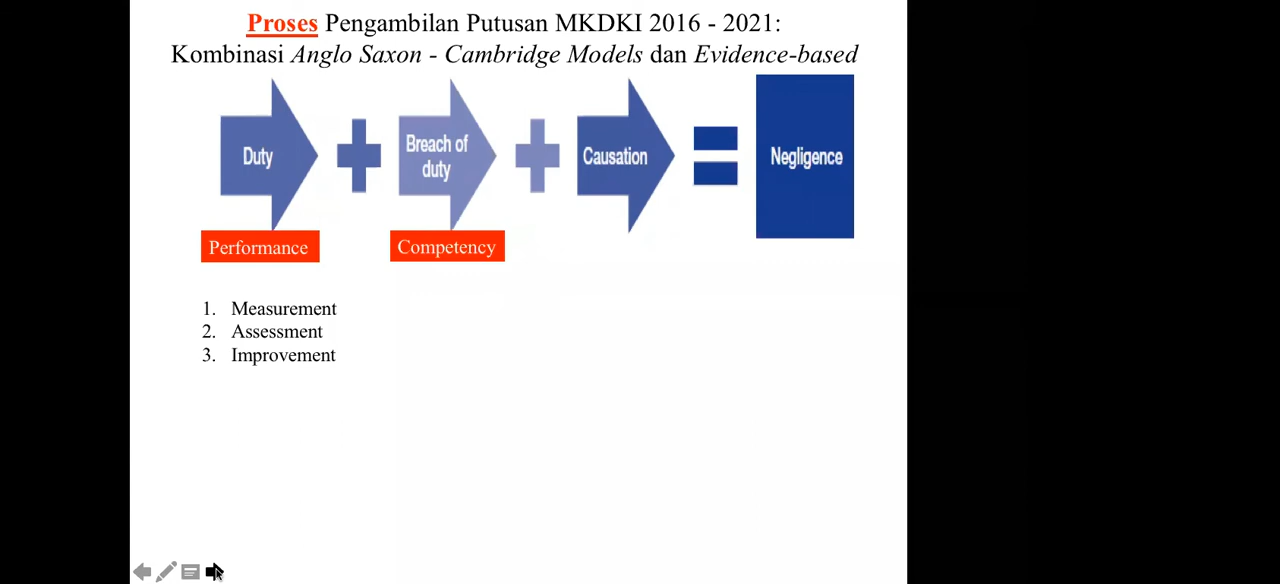 Proses Pengambilan Putusan MKDKI 2016 - 2021:
Kombinasi Anglo Saxon - Cambridge Models dan Evidence-based
Duty
Breach of
duty
Causation
Negligence
Performance
Competency
1. Measurement
2. Assessment
3. Improvement